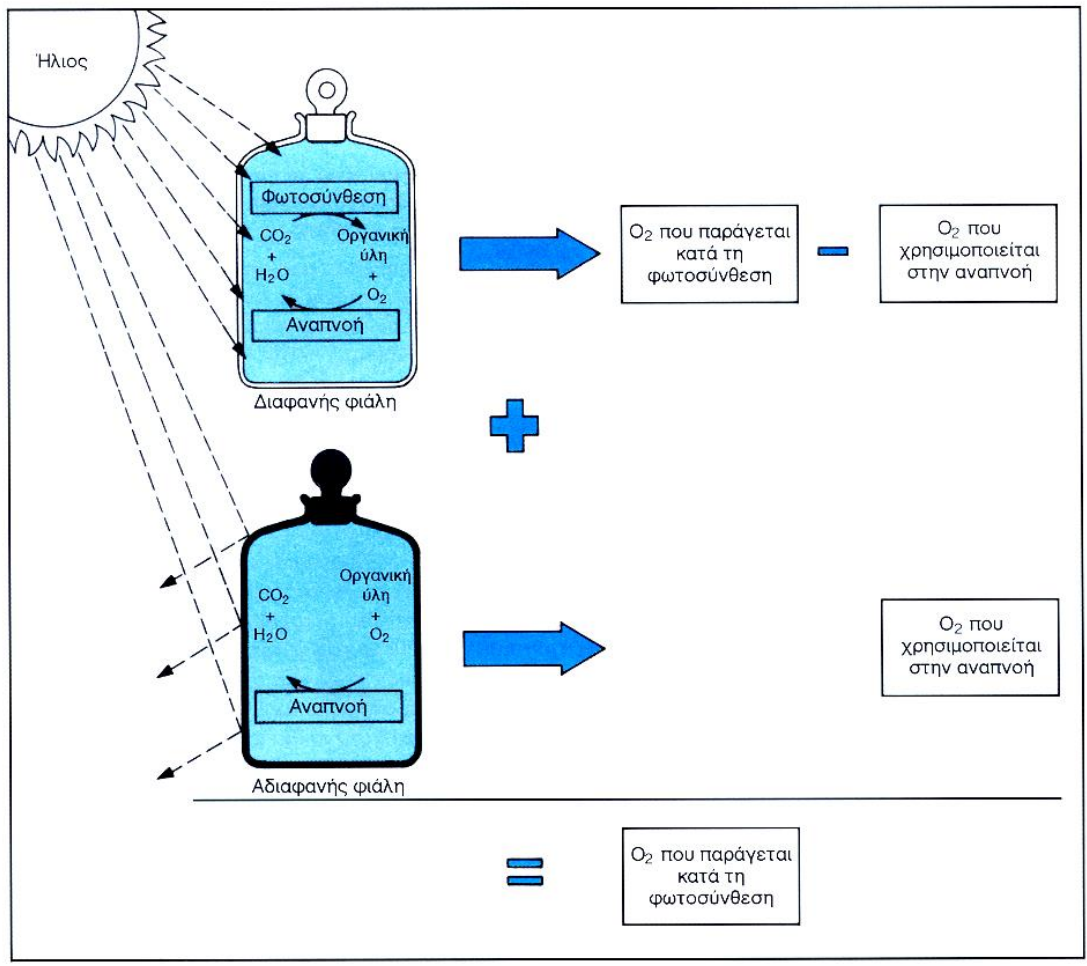 Ήλιος
Φωτοσύνθεση
CO₂
+
H₂O
Οργανική
ύλη
+
O₂
Αναπνοή
Διαφανής φιάλη
O₂ που παράγεται
κατά τη
φωτοσύνθεση
O₂ που
χρησιμοποιείται
στην αναπνοή
CO₂
+
H₂O
Οργανική
ύλη
+
O₂
Αναπνοή
Αδιαφανής φιάλη
O₂ που
χρησιμοποιείται
στην αναπνοή
O₂ που παράγεται
κατά τη
φωτοσύνθεση